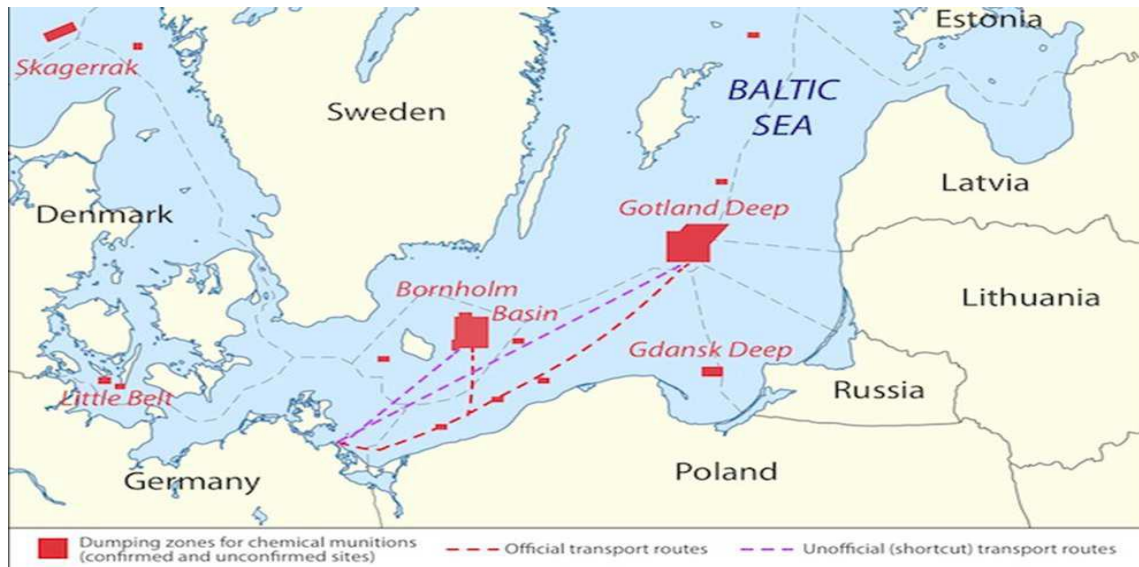 Estonia
Skagerrak
BALTIC
SEA
Sweden
Latvia
Gotland Deep
Denmark
Bornholm
Basin
Lithuania
Gdansk Deep
Little Belt
Russia
Poland
Germany
Dumping zones for chemical munitions
(confirmed and unconfirmed sites)
Official transport routes
Unofficial (shortcut) transport routes